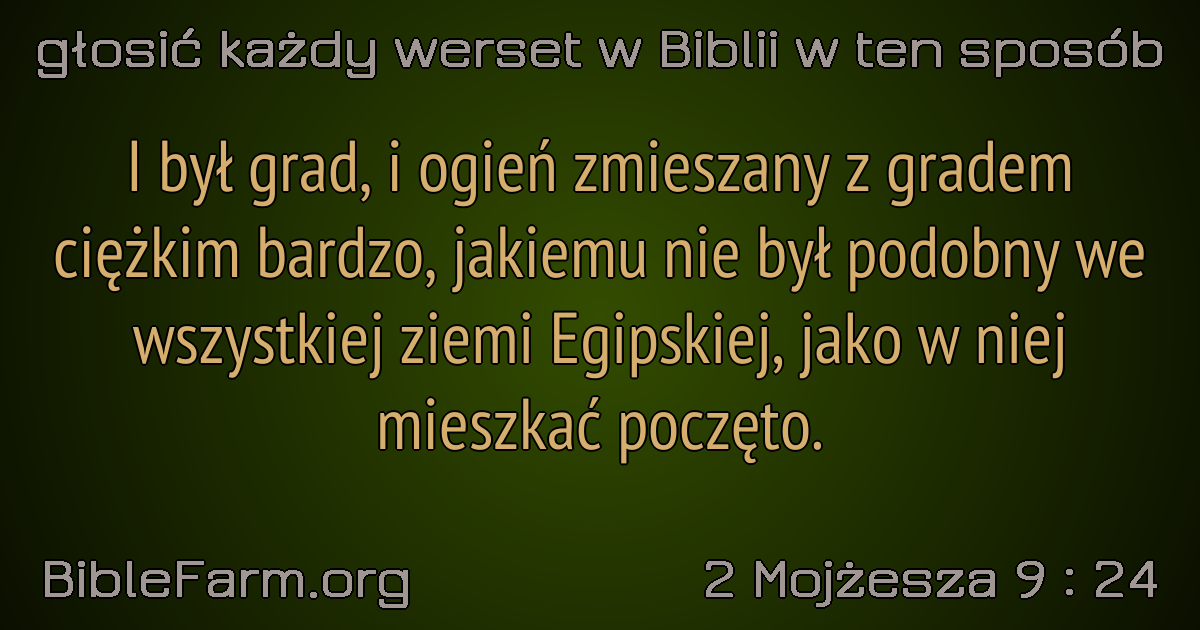 głosić każdy werset w Biblii w ten sposób
I był grad, i ogień zmieszany z gradem
ciężkim bardzo, jakiemu nie był podobny we
wszystkiej ziemi Egipskiej, jako w niej
mieszkać poczęto.
BibleFarm.org
2 Mojżesza 9 : 24